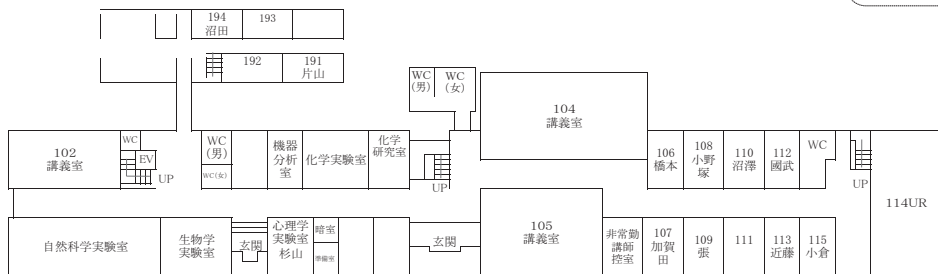 194
沼田
193
192
191
片山
WC
(男)
WC
(女)
104
講義室
102
講義室
WC
EV
UP
WC
(男)
WC(女)
機器
分析
室
化学実験室
化学
研究室
UP
106
橋本
108
小野
塚
110
沼澤
112
國武
WC
UP
114UR
自然科学実験室
生物学
実験室
玄関
心理学
実験室
杉山
暗室
準備室
玄関
105
講義室
非常勤
講師
控室
107
加賀
田
109
張
111
113
近藤
115
小倉